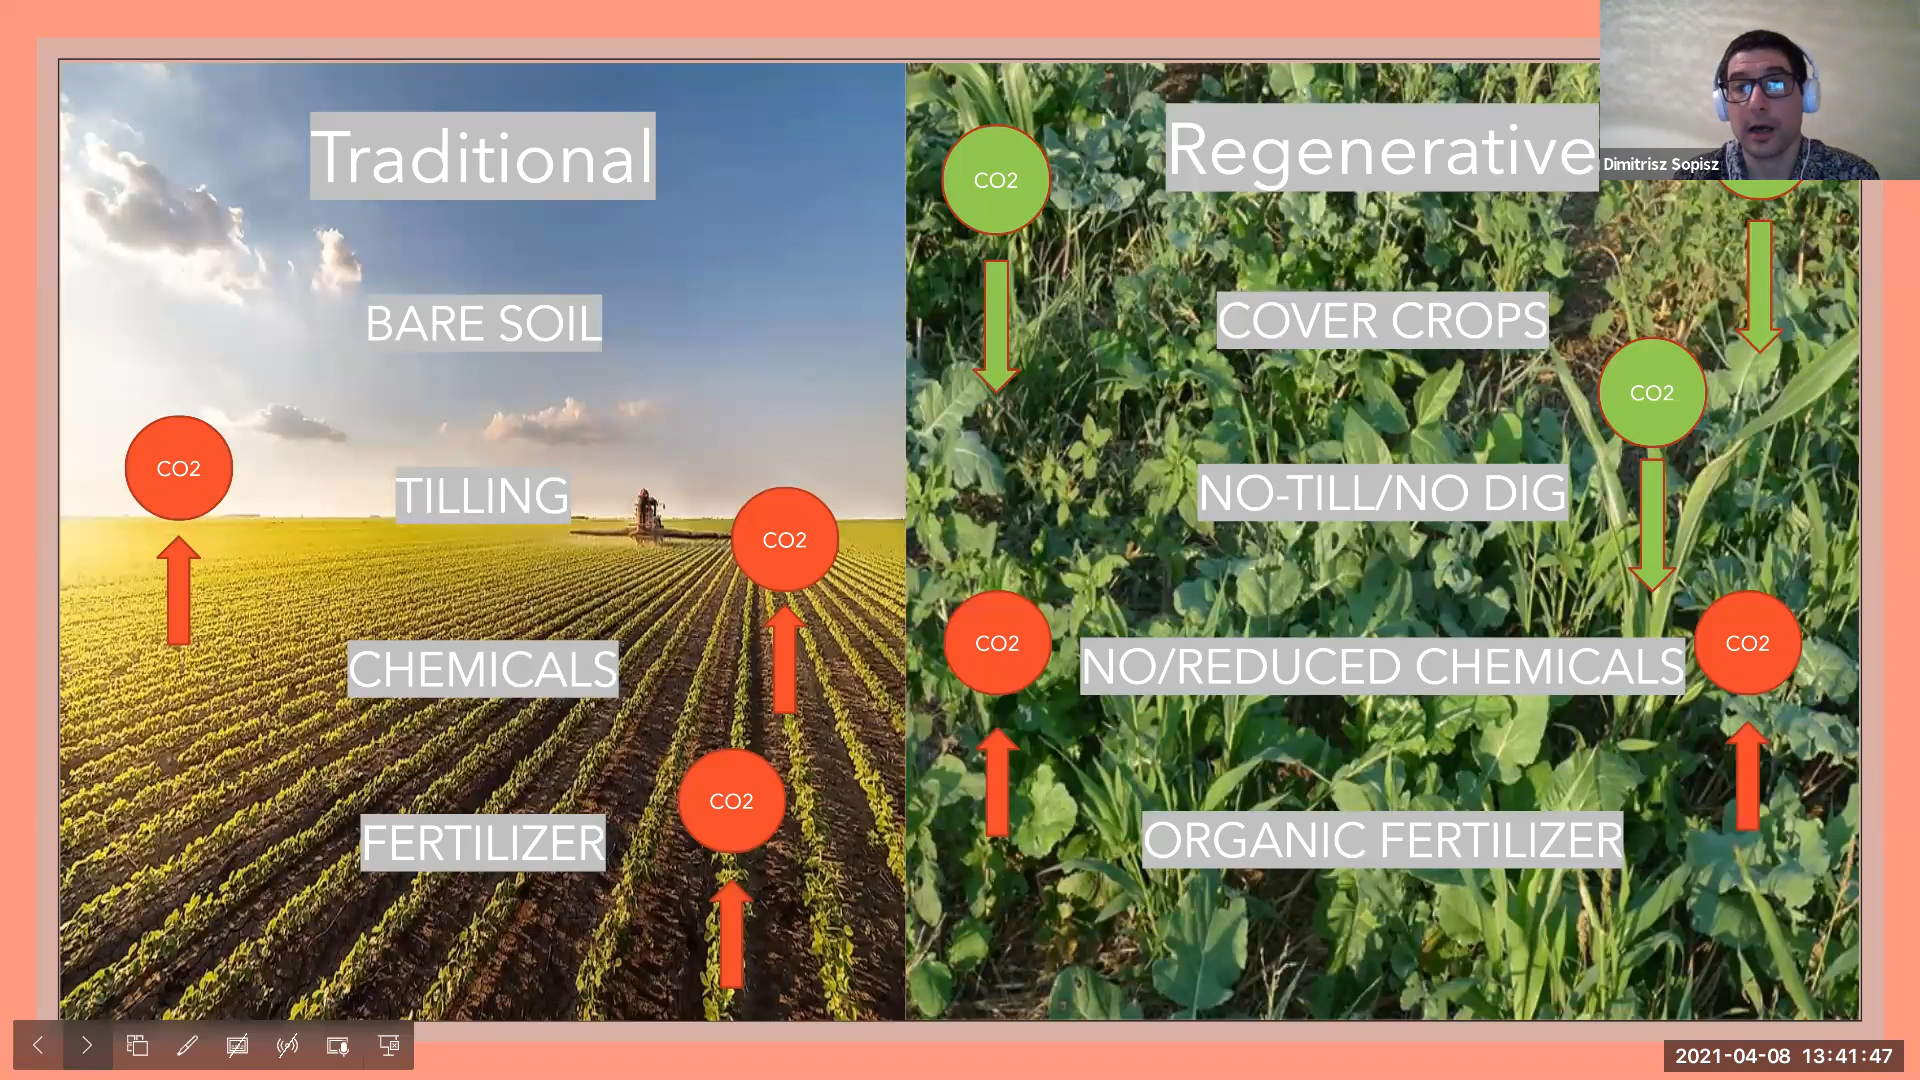 Traditional
BARE SOIL
CO2
TILLING
CO2
CHEMICALS
CO2
FERTILIZER
Regenerative
CO2
COVER CROPS
CO2
NO-TILL/NO DIG
CO2
NO/REDUCED CHEMICALS
CO2
ORGANIC FERTILIZER
Dimitrisz Sopisz
2021-04-08 13:41:47